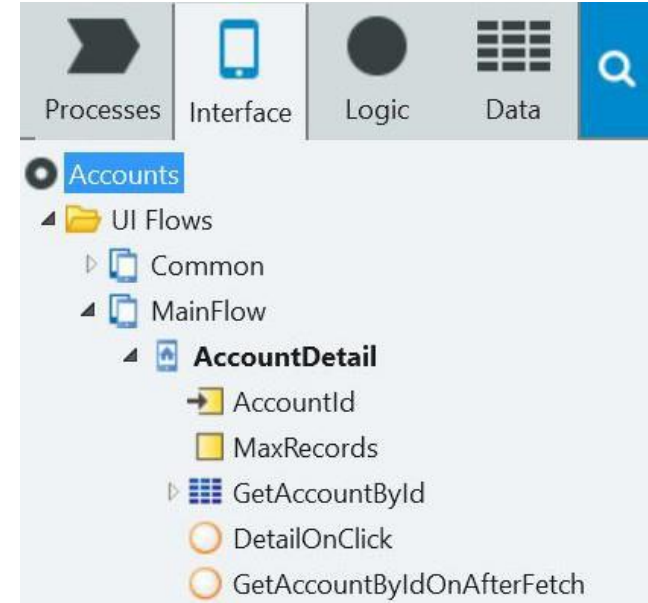 Processes Interface Logic Data
Accounts
UI Flows
Common
MainFlow
AccountDetail
AccountId
MaxRecords
GetAccountById
DetailOnClick
GetAccountByIdOnAfterFetch